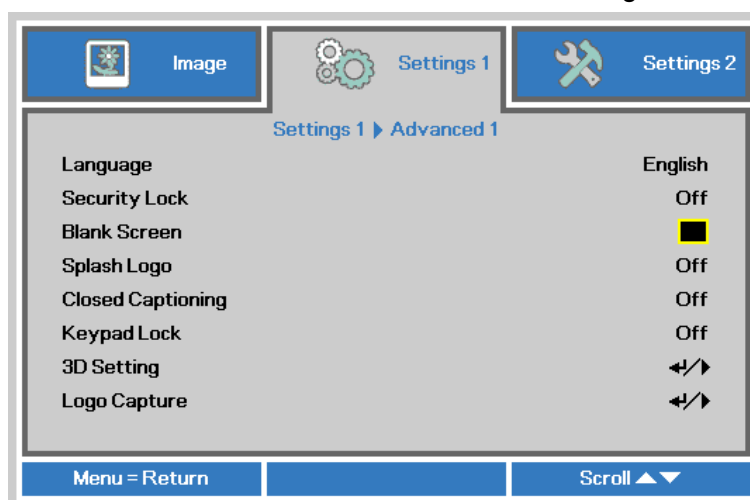 Image Settings 1 Settings 2
Settings 1 ▶ Advanced 1
Language English
Security Lock Off
Blank Screen
Splash Logo Off
Closed Captioning Off
Keypad Lock Off
3D Setting ↵/▶
Logo Capture ↵/▶
Menu = Return Scroll ▲▼